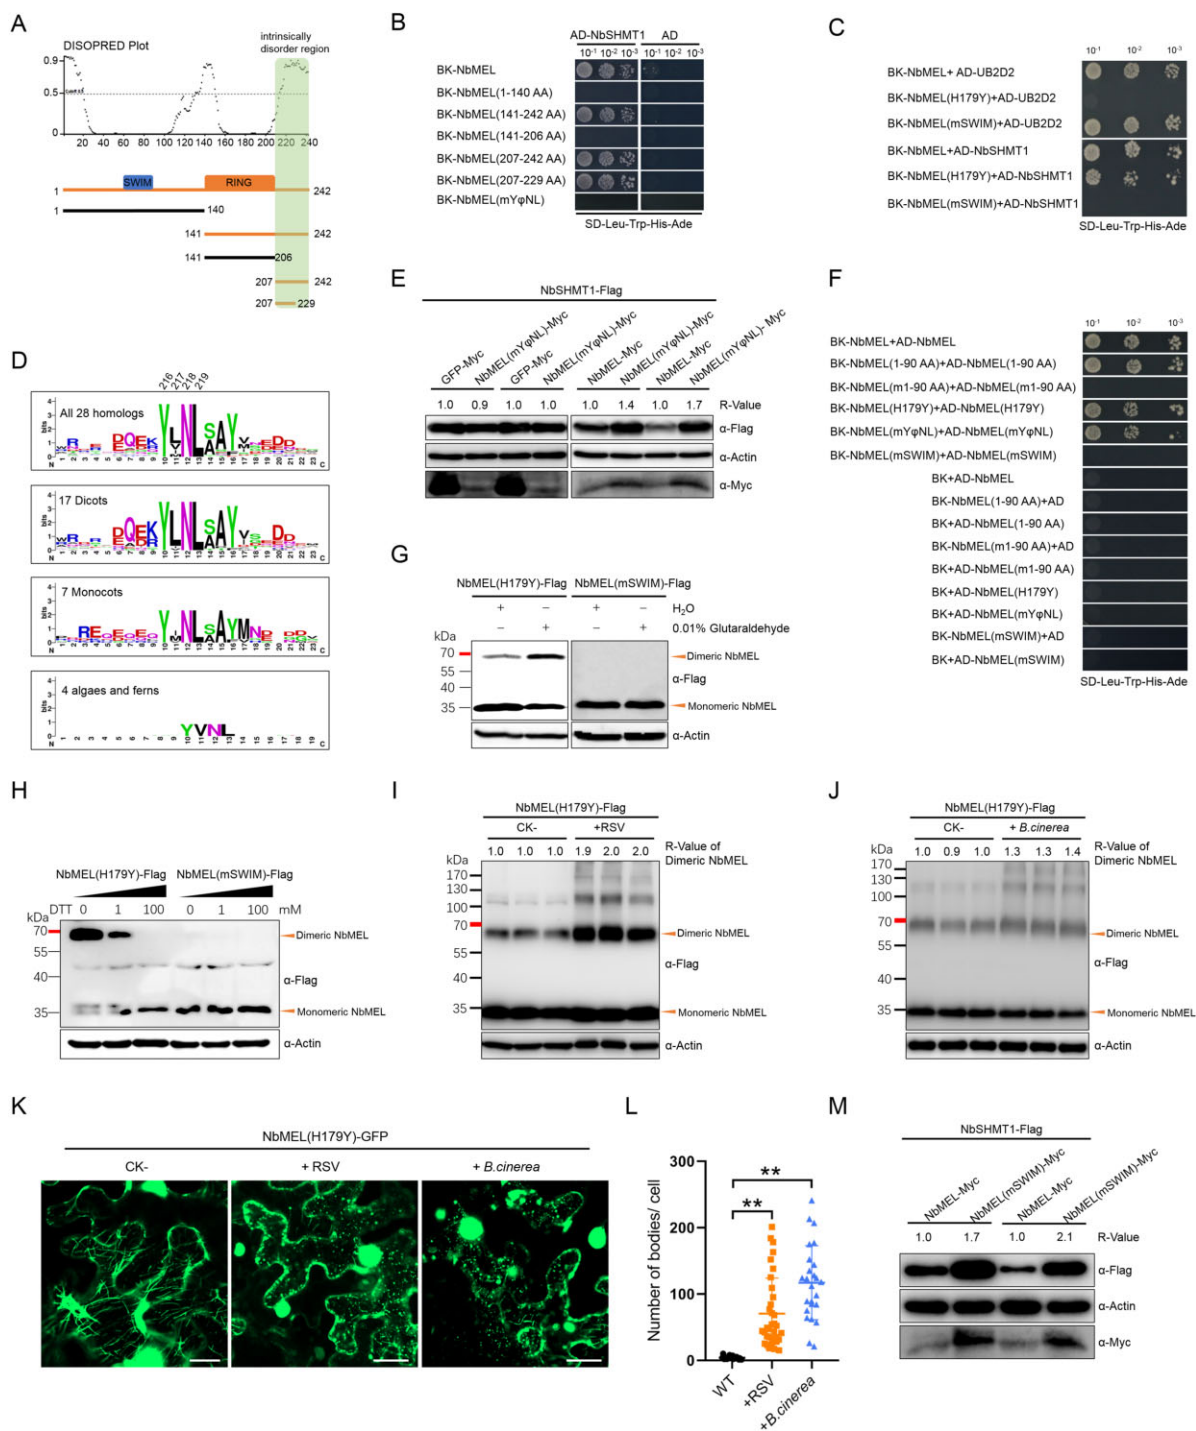 A
DISOPRED Plot
intrinsically
disorder region
0.9
0.5
0
20 40 60 80 100 120 140 160 180 200 220 240
SWIM
RING
1
242
1
140
141
242
141
206
207
242
207
229
B
AD-NbSHMT1 AD
10-1 10-2 10-3 10-1 10-2 10-3
BK-NbMEL
BK-NbMEL(1-140 AA)
BK-NbMEL(141-242 AA)
BK-NbMEL(141-206 AA)
BK-NbMEL(207-242 AA)
BK-NbMEL(207-229 AA)
BK-NbMEL(mYφNL)
SD-Leu-Trp-His-Ade
C
10-1 10-2 10-3
BK-NbMEL+ AD-UB2D2
BK-NbMEL(H179Y)+AD-UB2D2
BK-NbMEL(mSWIM)+AD-UB2D2
BK-NbMEL+AD-NbSHMT1
BK-NbMEL(H179Y)+AD-NbSHMT1
BK-NbMEL(mSWIM)+AD-NbSHMT1
SD-Leu-Trp-His-Ade
D
216 217 218 219
All 28 homologs
17 Dicots
7 Monocots
4 algaes and ferns
YVNL
E
NbSHMT1-Flag
GFP-Myc
NbMEL(mYφNL)-Myc
GFP-Myc
NbMEL(mYφNL)-Myc
NbMEL-Myc
NbMEL(mYφNL)-Myc
NbMEL-Myc
NbMEL(mYφNL)- Myc
1.0 0.9 1.0 1.0 1.0 1.4 1.0 1.7 R-Value
α-Flag
α-Actin
α-Myc
F
10-1 10-2 10-3
BK-NbMEL+AD-NbMEL
BK-NbMEL(1-90 AA)+AD-NbMEL(1-90 AA)
BK-NbMEL(m1-90 AA)+AD-NbMEL(m1-90 AA)
BK-NbMEL(H179Y)+AD-NbMEL(H179Y)
BK-NbMEL(mYφNL)+AD-NbMEL(mYφNL)
BK-NbMEL(mSWIM)+AD-NbMEL(mSWIM)
BK+AD-NbMEL
BK-NbMEL(1-90 AA)+AD
BK+AD-NbMEL(1-90 AA)
BK-NbMEL(m1-90 AA)+AD
BK+AD-NbMEL(m1-90 AA)
BK+AD-NbMEL(H179Y)
BK+AD-NbMEL(mYφNL)
BK-NbMEL(mSWIM)+AD
BK+AD-NbMEL(mSWIM)
SD-Leu-Trp-His-Ade
G
NbMEL(H179Y)-Flag NbMEL(mSWIM)-Flag
+ − + − H2O
− + − + 0.01% Glutaraldehyde
kDa
70
55
35
Dimeric NbMEL
α-Flag
Monomeric NbMEL
α-Actin
H
NbMEL(H179Y)-Flag NbMEL(mSWIM)-Flag
DTT 0 1 100 0 1 100 mM
kDa
70
55
40
35
Dimeric NbMEL
α-Flag
Monomeric NbMEL
α-Actin
I
NbMEL(H179Y)-Flag
CK- +RSV
1.0 1.0 1.0 1.9 2.0 2.0 R-Value of
Dimeric NbMEL
kDa
170
130
100
70
55
40
35
Dimeric NbMEL
α-Flag
Monomeric NbMEL
α-Actin
J
NbMEL(H179Y)-Flag
CK- + B.cinerea
1.0 0.9 1.0 1.3 1.3 1.4 R-Value of
Dimeric NbMEL
kDa
170
130
100
70
55
40
35
Dimeric NbMEL
α-Flag
Monomeric NbMEL
α-Actin
K
NbMEL(H179Y)-GFP
CK- + RSV + B.cinerea
L
Number of bodies/ cell
300
200
100
0
**
**
WT
+RSV
+B.cinerea
M
NbSHMT1-Flag
NbMEL-Myc
NbMEL(mSWIM)-Myc
NbMEL-Myc
NbMEL(mSWIM)-Myc
1.0 1.7 1.0 2.1 R-Value
α-Flag
α-Actin
α-Myc